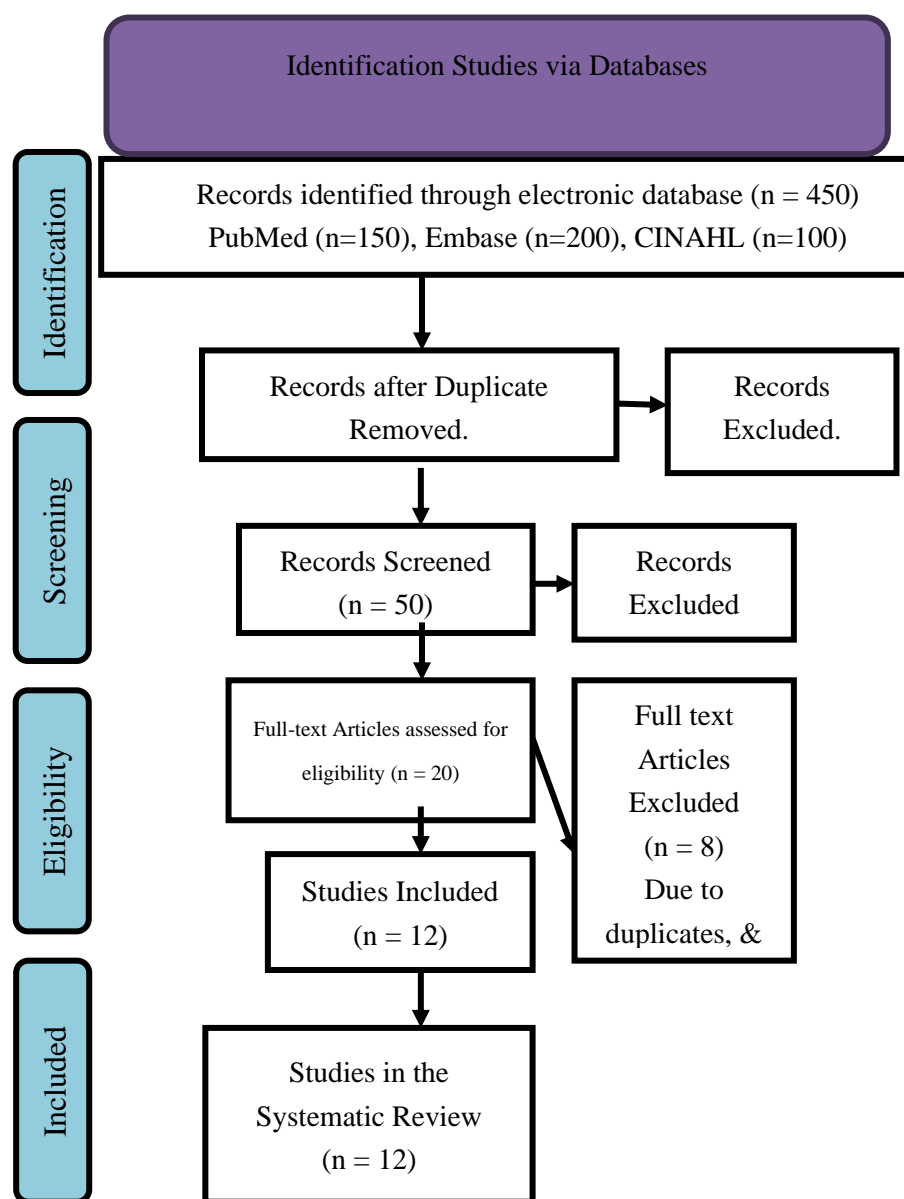 Identification Studies via Databases
Identification
Records identified through electronic database (n = 450)
PubMed (n=150), Embase (n=200), CINAHL (n=100)
Records after Duplicate
Removed.
Records
Excluded.
Screening
Records Screened
(n = 50)
Records
Excluded
Eligibility
Full-text Articles assessed for
eligibility (n = 20)
Full text
Articles
Excluded
(n = 8)
Due to
duplicates, &
Studies Included
(n = 12)
Included
Studies in the
Systematic Review
(n = 12)